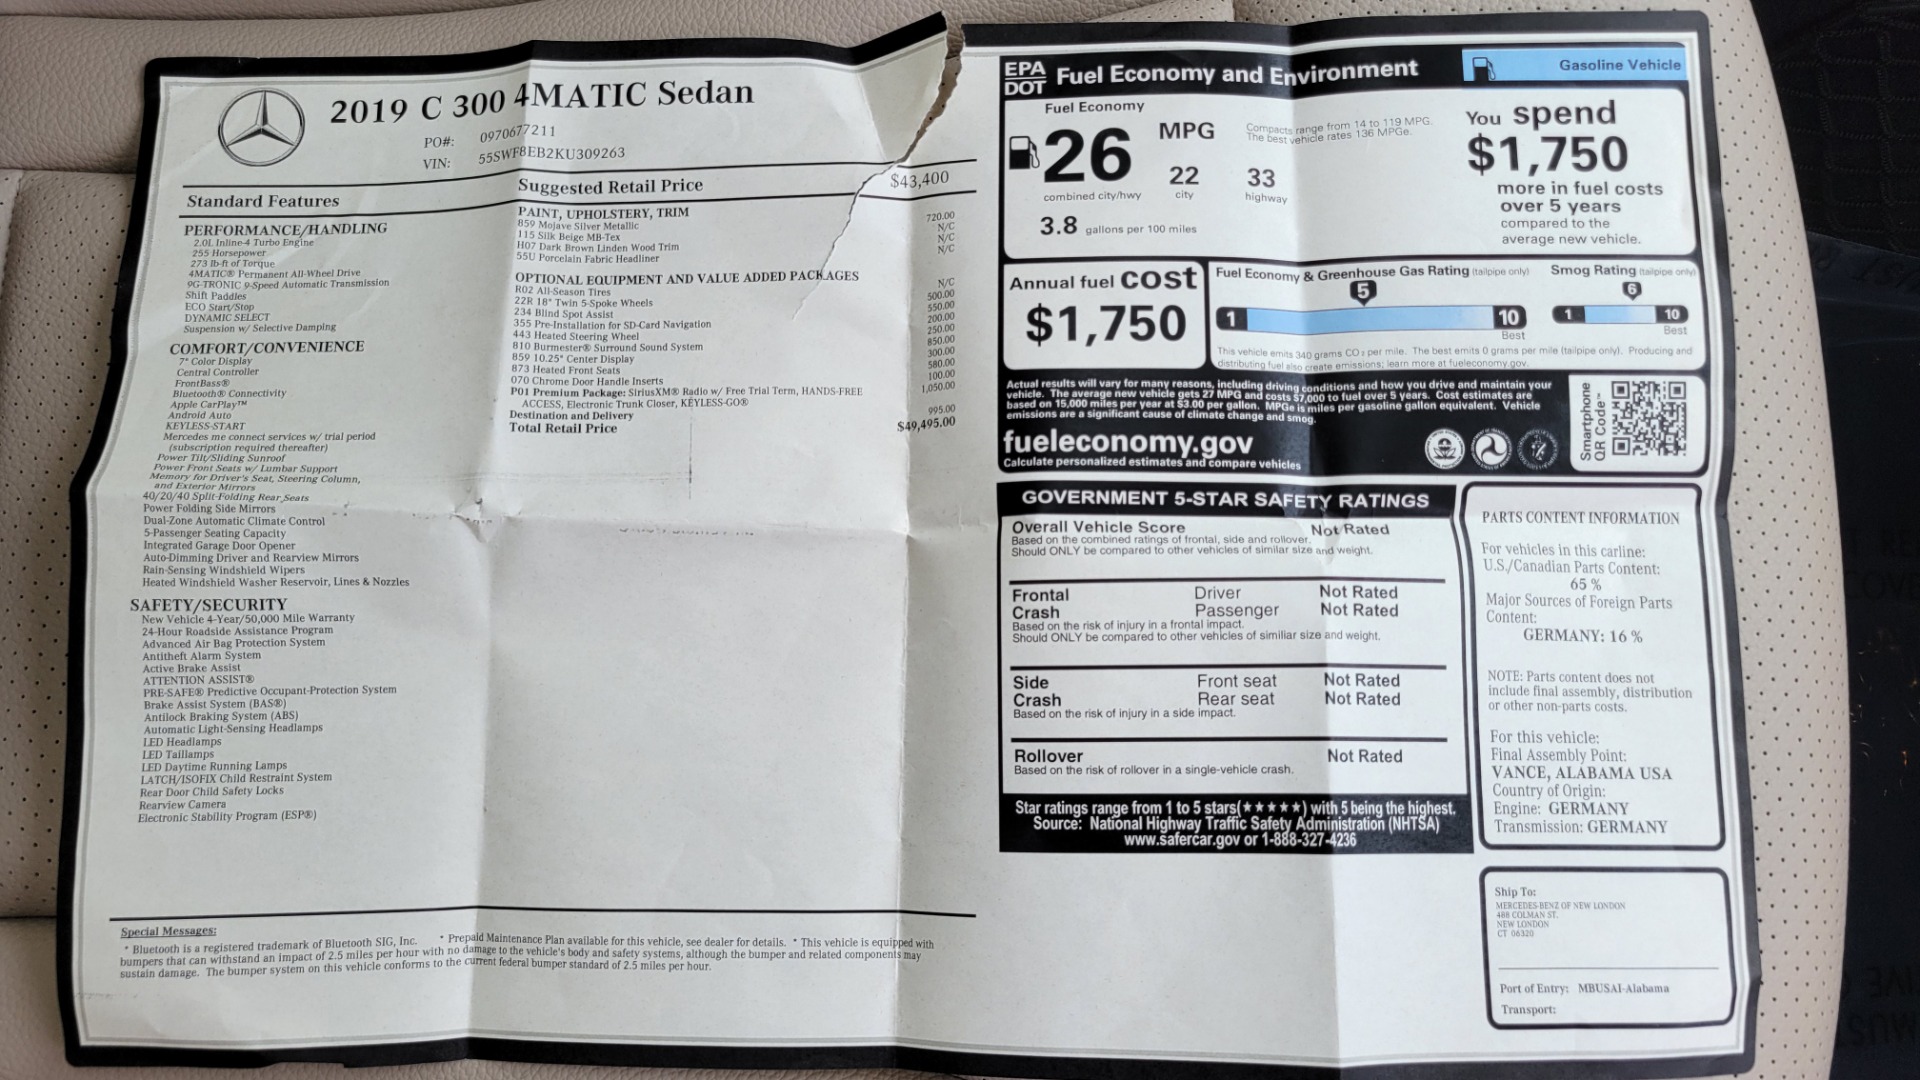 2019 C 300 4MATIC Sedan
PO#: 0970677211
VIN: 55SWF8EB2KU309263
Standard Features
PERFORMANCE/HANDLING
2.0L Inline-4 Turbo Engine
255 Horsepower
273 lb-ft of Torque
4MATIC® Permanent All-Wheel Drive
9G-TRONIC 9-Speed Automatic Transmission
Shift Paddles
ECO Start/Stop
DYNAMIC SELECT
Suspension w/ Selective Damping
COMFORT/CONVENIENCE
7" Color Display
Central Controller
FrontBass®
Bluetooth® Connectivity
Apple CarPlay™
Android Auto
KEYLESS-START
Mercedes me connect services w/ trial period
(subscription required thereafter)
Power Tilt/Sliding Sunroof
Power Front Seats w/ Lumbar Support
Memory for Driver's Seat, Steering Column,
and Exterior Mirrors
40/20/40 Split-Folding Rear Seats
Power Folding Side Mirrors
Dual-Zone Automatic Climate Control
5-Passenger Seating Capacity
Integrated Garage Door Opener
Auto-Dimming Driver and Rearview Mirrors
Rain-Sensing Windshield Wipers
Heated Windshield Washer Reservoir, Lines & Nozzles
SAFETY/SECURITY
New Vehicle 4-Year/50,000 Mile Warranty
24-Hour Roadside Assistance Program
Advanced Air Bag Protection System
Antitheft Alarm System
Active Brake Assist
ATTENTION ASSIST®
PRE-SAFE® Predictive Occupant-Protection System
Brake Assist System (BAS®)
Antilock Braking System (ABS)
Automatic Light-Sensing Headlamps
LED Headlamps
LED Taillamps
LED Daytime Running Lamps
LATCH/ISOFIX Child Restraint System
Rear Door Child Safety Locks
Rearview Camera
Electronic Stability Program (ESP®)
Suggested Retail Price $43,400
PAINT, UPHOLSTERY, TRIM
859 Mojave Silver Metallic 720.00
115 Silk Beige MB-Tex N/C
H07 Dark Brown Linden Wood Trim N/C
55U Porcelain Fabric Headliner N/C
OPTIONAL EQUIPMENT AND VALUE ADDED PACKAGES
R02 All-Season Tires N/C
22R 18" Twin 5-Spoke Wheels 500.00
234 Blind Spot Assist 550.00
355 Pre-Installation for SD-Card Navigation 200.00
443 Heated Steering Wheel 250.00
810 Burmester® Surround Sound System 850.00
859 10.25" Center Display 300.00
873 Heated Front Seats 580.00
070 Chrome Door Handle Inserts 100.00
P01 Premium Package: SiriusXM® Radio w/ Free Trial Term, HANDS-FREE 1,050.00
ACCESS, Electronic Trunk Closer, KEYLESS-GO®
Destination and Delivery 995.00
Total Retail Price $49,495.00
Special Messages:
* Bluetooth is a registered trademark of Bluetooth SIG, Inc. * Prepaid Maintenance Plan available for this vehicle, see dealer for details. * This vehicle is equipped with
bumpers that can withstand an impact of 2.5 miles per hour with no damage to the vehicle's body and safety systems, although the bumper and related components may
sustain damage. The bumper system on this vehicle conforms to the current federal bumper standard of 2.5 miles per hour.
EPA
DOT
Fuel Economy and Environment
Gasoline Vehicle
Fuel Economy
26
MPG
Compacts range from 14 to 119 MPG.
The best vehicle rates 136 MPGe.
22
33
combined city/hwy
city
highway
3.8 gallons per 100 miles
You spend
$1,750
more in fuel costs
over 5 years
compared to the
average new vehicle.
Annual fuel cost
$1,750
Fuel Economy & Greenhouse Gas Rating (tailpipe only)
5
1
10
Best
Smog Rating (tailpipe only)
6
1
10
Best
This vehicle emits 340 grams CO2 per mile. The best emits 0 grams per mile (tailpipe only). Producing and
distributing fuel also create emissions; learn more at fueleconomy.gov.
Actual results will vary for many reasons, including driving conditions and how you drive and maintain your
vehicle. The average new vehicle gets 27 MPG and costs $7,000 to fuel over 5 years. Cost estimates are
based on 15,000 miles per year at $3.00 per gallon. MPGe is miles per gasoline gallon equivalent. Vehicle
emissions are a significant cause of climate change and smog.
fueleconomy.gov
Calculate personalized estimates and compare vehicles
Smartphone
QR Code™
GOVERNMENT 5-STAR SAFETY RATINGS
Overall Vehicle Score Not Rated
Based on the combined ratings of frontal, side and rollover.
Should ONLY be compared to other vehicles of similar size and weight.
Frontal Driver Not Rated
Crash Passenger Not Rated
Based on the risk of injury in a frontal impact.
Should ONLY be compared to other vehicles of similiar size and weight.
Side Front seat Not Rated
Crash Rear seat Not Rated
Based on the risk of injury in a side impact.
Rollover Not Rated
Based on the risk of rollover in a single-vehicle crash.
Star ratings range from 1 to 5 stars(★★★★★) with 5 being the highest.
Source: National Highway Traffic Safety Administration (NHTSA)
www.safercar.gov or 1-888-327-4236
PARTS CONTENT INFORMATION
For vehicles in this carline:
U.S./Canadian Parts Content:
65 %
Major Sources of Foreign Parts
Content:
GERMANY: 16 %
NOTE: Parts content does not
include final assembly, distribution
or other non-parts costs.
For this vehicle:
Final Assembly Point:
VANCE, ALABAMA USA
Country of Origin:
Engine: GERMANY
Transmission: GERMANY
Ship To:
MERCEDES-BENZ OF NEW LONDON
488 COLMAN ST.
NEW LONDON
CT 06320
Port of Entry: MBUSAI-Alabama
Transport: